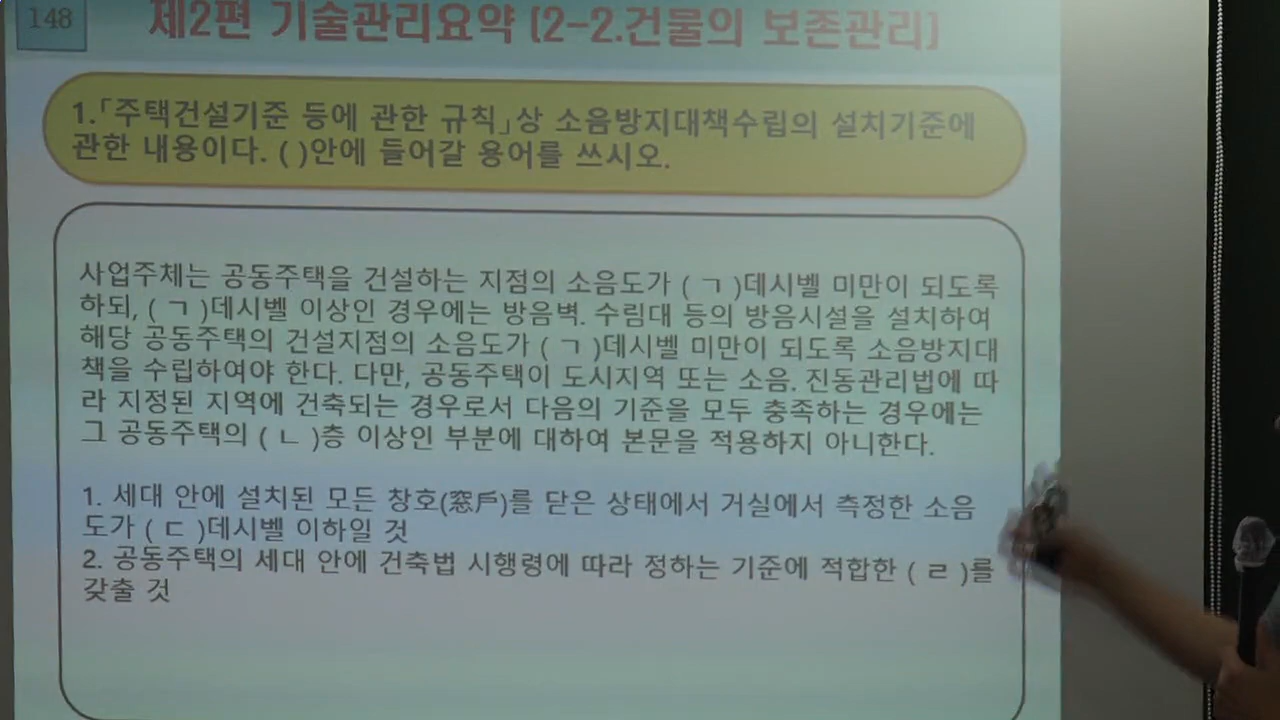 148
제2편 기술관리요약 [2-2.건물의 보존관리]
1.「주택건설기준 등에 관한 규칙」상 소음방지대책수립의 설치기준에
관한 내용이다. ( )안에 들어갈 용어를 쓰시오.
사업주체는 공동주택을 건설하는 지점의 소음도가 ( ㄱ )데시벨 미만이 되도록
하되, ( ㄱ )데시벨 이상인 경우에는 방음벽. 수림대 등의 방음시설을 설치하여
해당 공동주택의 건설지점의 소음도가 ( ㄱ )데시벨 미만이 되도록 소음방지대
책을 수립하여야 한다. 다만, 공동주택이 도시지역 또는 소음. 진동관리법에 따
라 지정된 지역에 건축되는 경우로서 다음의 기준을 모두 충족하는 경우에는
그 공동주택의 ( ㄴ )층 이상인 부분에 대하여 본문을 적용하지 아니한다.
1. 세대 안에 설치된 모든 창호(窓戶)를 닫은 상태에서 거실에서 측정한 소음
도가 ( ㄷ )데시벨 이하일 것
2. 공동주택의 세대 안에 건축법 시행령에 따라 정하는 기준에 적합한 ( ㄹ )를
갖출 것